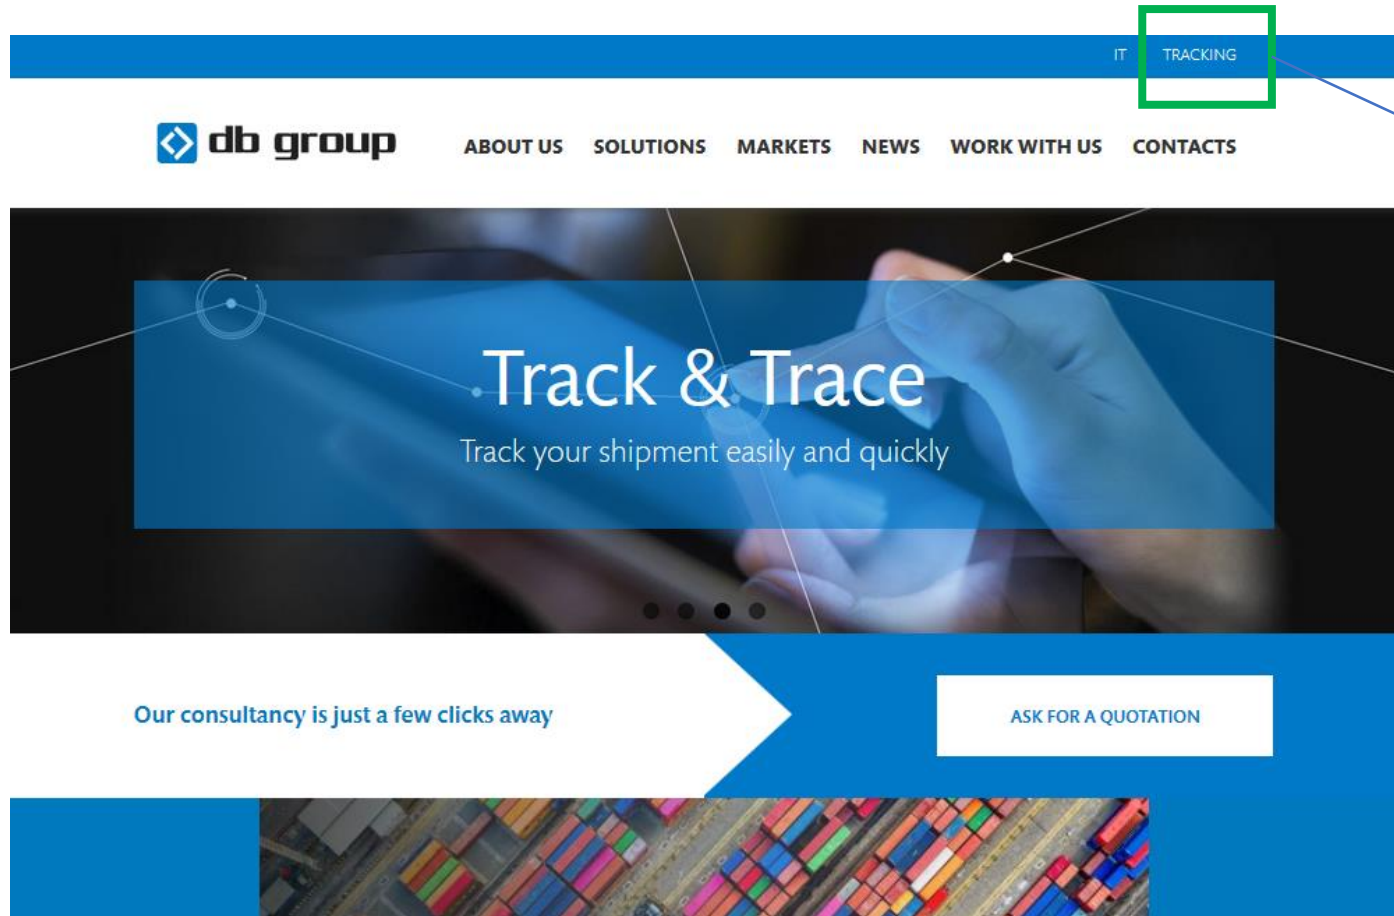 IT TRACKING
db group ABOUT US SOLUTIONS MARKETS NEWS WORK WITH US CONTACTS
Track & Trace
Track your shipment easily and quickly
Our consultancy is just a few clicks away
ASK FOR A QUOTATION